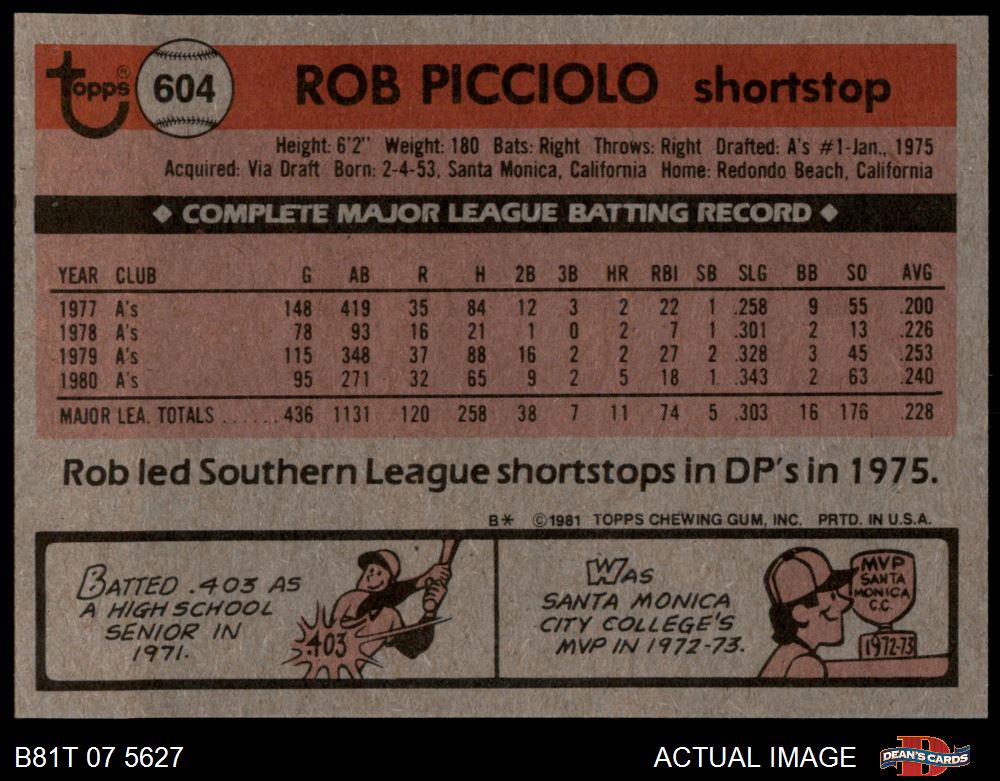 Topps® 604 ROB PICCIOLO shortstop
Height: 6'2" Weight: 180 Bats: Right Throws: Right Drafted: A's #1-Jan., 1975
Acquired: Via Draft Born: 2-4-53, Santa Monica, California Home: Redondo Beach, California
◆ COMPLETE MAJOR LEAGUE BATTING RECORD ◆
YEAR CLUB G AB R H 2B 3B HR RBI SB SLG BB SO AVG
1977 A's 148 419 35 84 12 3 2 22 1 .258 9 55 .200
1978 A's 78 93 16 21 1 0 2 7 1 .301 2 13 .226
1979 A's 115 348 37 88 16 2 2 27 2 .328 3 45 .253
1980 A's 95 271 32 65 9 2 5 18 1 .343 2 63 .240
MAJOR LEA. TOTALS ...... 436 1131 120 258 38 7 11 74 5 .303 16 176 .228
Rob led Southern League shortstops in DP's in 1975.
B* ©1981 TOPPS CHEWING GUM, INC. PRTD. IN U.S.A.
BATTED .403 AS
A HIGH SCHOOL
SENIOR IN
1971.
.403
WAS
SANTA MONICA
CITY COLLEGE'S
MVP IN 1972-73.
MVP
SANTA
MONICA
C.C.
1972-73
B81T 07 5627 ACTUAL IMAGE DEAN'S CARDS